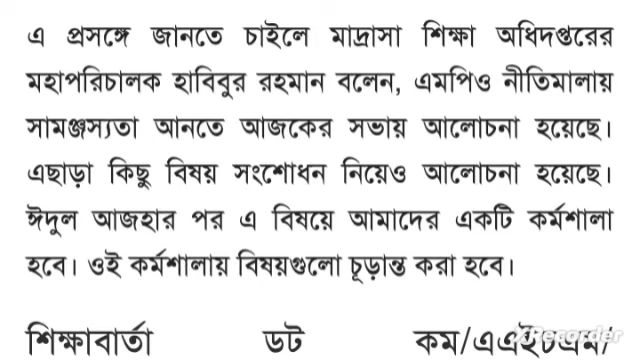 এ প্রসঙ্গে জানতে চাইলে মাদ্রাসা শিক্ষা অধিদপ্তরের
মহাপরিচালক হাবিবুর রহমান বলেন, এমপিও নীতিমালায়
সামঞ্জস্যতা আনতে আজকের সভায় আলোচনা হয়েছে।
এছাড়া কিছু বিষয় সংশোধন নিয়েও আলোচনা হয়েছে।
ঈদুল আজহার পর এ বিষয়ে আমাদের একটি কর্মশালা
হবে। ওই কর্মশালায় বিষয়গুলো চূড়ান্ত করা হবে।
শিক্ষাবার্তা ডট কম/এএইচএম/
XRecorder